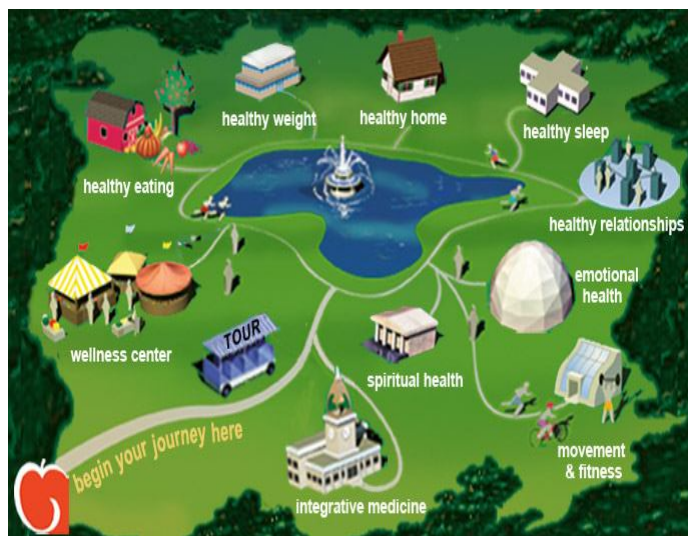 healthy weight
healthy home
healthy sleep
healthy eating
healthy relationships
emotional
health
wellness center
TOUR
spiritual health
begin your journey here
movement
& fitness
integrative medicine